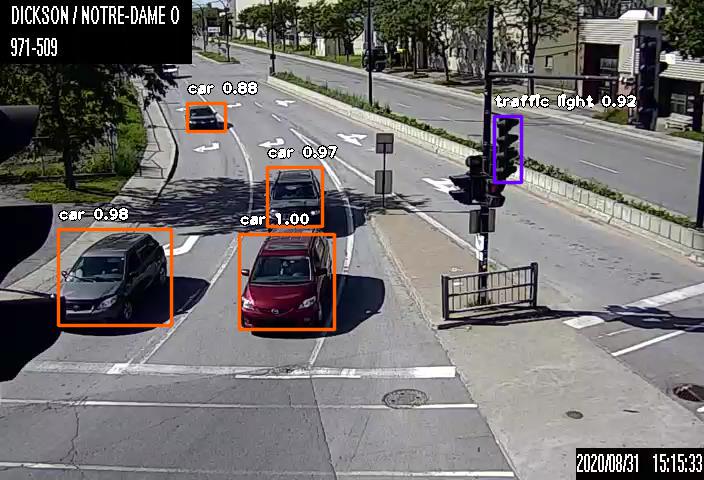 DICKSON / NOTRE-DAME O
971-509
car 0.88
traffic light 0.92
car 0.97
car 0.98
car 1.00
2020/08/31 15:15:33